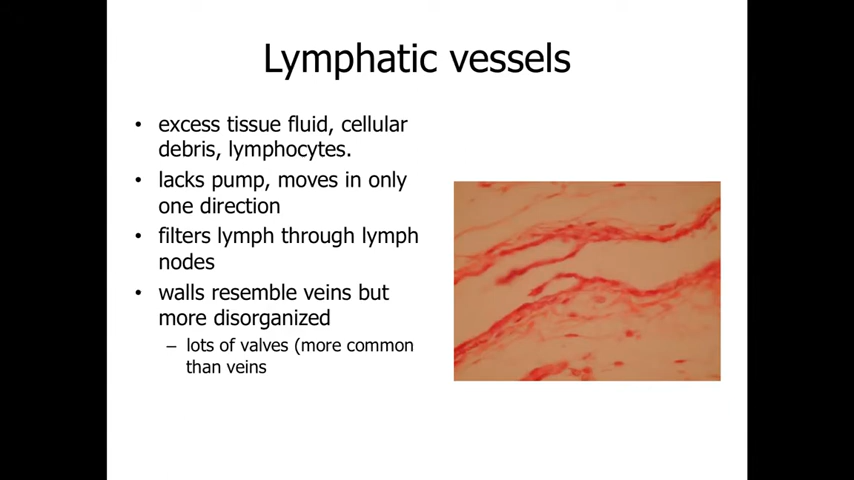 Lymphatic vessels
• excess tissue fluid, cellular
debris, lymphocytes.
• lacks pump, moves in only
one direction
• filters lymph through lymph
nodes
• walls resemble veins but
more disorganized
– lots of valves (more common
than veins